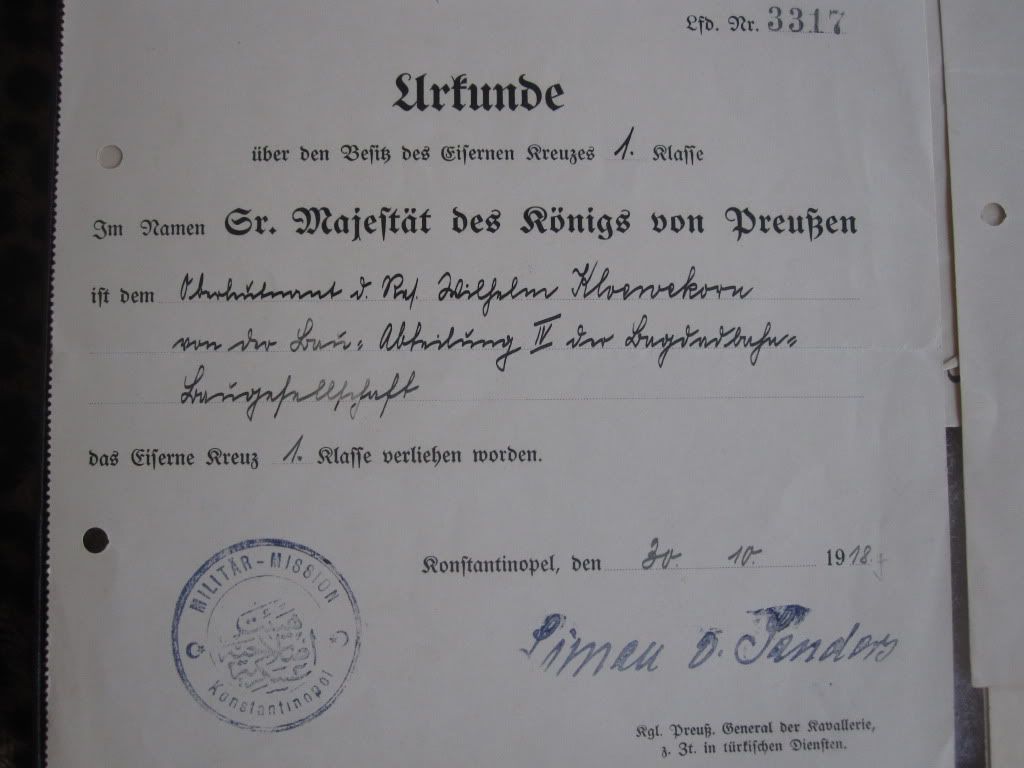 Lfd. Nr. 3317
Urkunde
über den Besitz des Eisernen Kreuzes 1. Klasse
Im Namen Sr. Majestät des Königs von Preußen
ist dem Oberleutnant d. Res. Wilhelm Kloevekorn
von der Bau-Abteilung IV der Bagdadbahn-
Baugesellschaft
das Eiserne Kreuz 1. Klasse verliehen worden.
Konstantinopel, den 30. 10. 1918.
MILITÄR-MISSION
Konstantinopel
Liman v. Sanders
Kgl. Preuß. General der Kavallerie,
z. Zt. in türkischen Diensten.